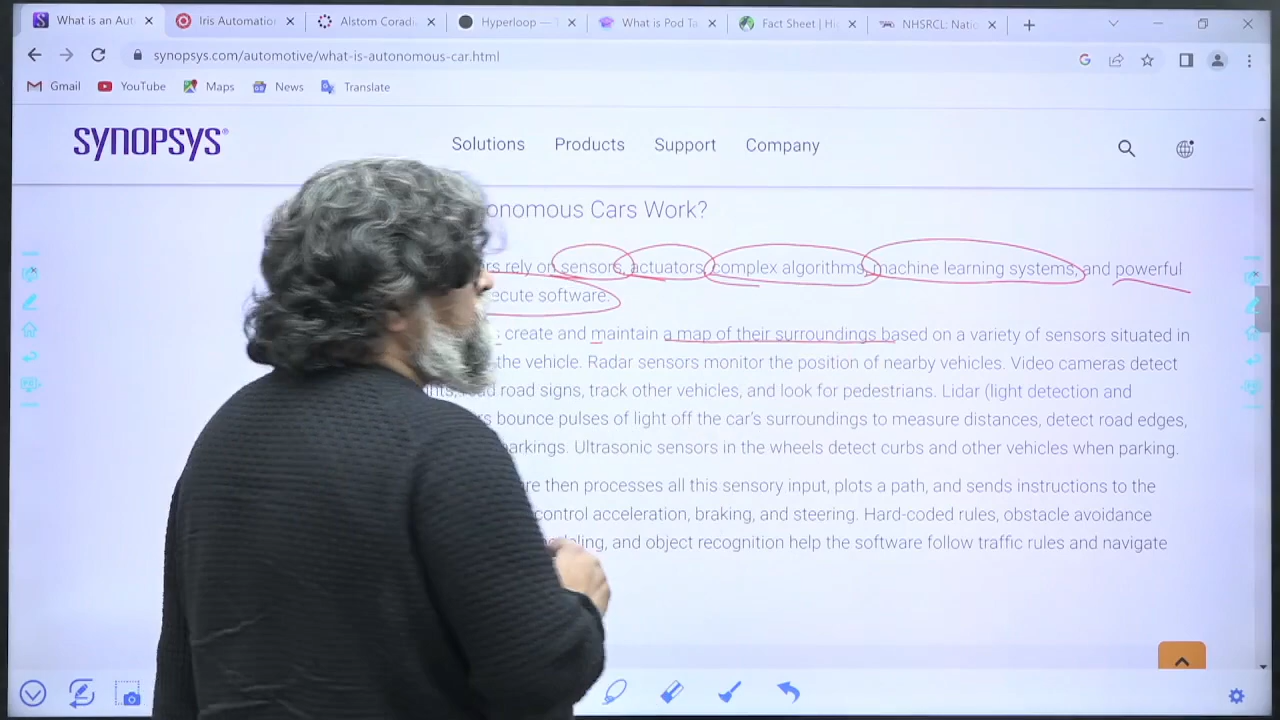 What is an Aut
Iris Automation
Alstom Coradi
Hyperloop —
What is Pod Ta
Fact Sheet | Hi
NHSRCL: Natio
synopsys.com/automotive/what-is-autonomous-car.html
Gmail YouTube Maps News Translate
SYNOPSYS®
Solutions Products Support Company
onomous Cars Work?
rs rely on sensors, actuators, complex algorithms, machine learning systems, and powerful
ecute software.
create and maintain a map of their surroundings based on a variety of sensors situated in
the vehicle. Radar sensors monitor the position of nearby vehicles. Video cameras detect
road signs, track other vehicles, and look for pedestrians. Lidar (light detection and
rs bounce pulses of light off the car’s surroundings to measure distances, detect road edges,
arkings. Ultrasonic sensors in the wheels detect curbs and other vehicles when parking.
re then processes all this sensory input, plots a path, and sends instructions to the
control acceleration, braking, and steering. Hard-coded rules, obstacle avoidance
and object recognition help the software follow traffic rules and navigate